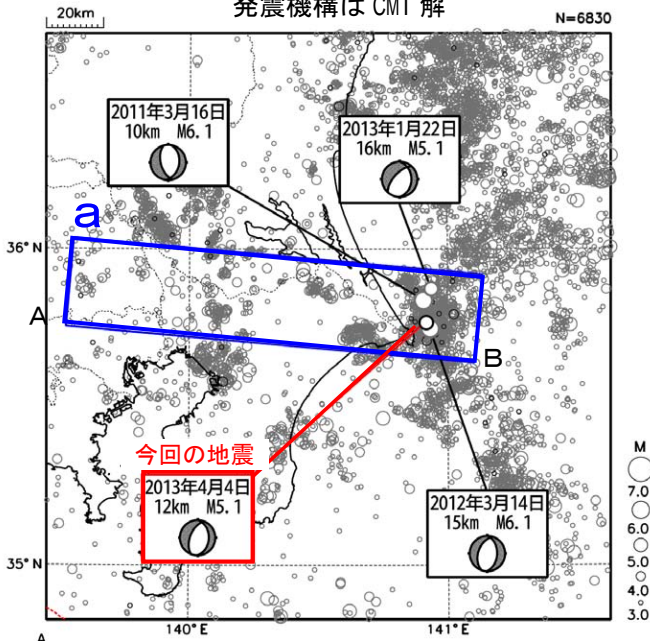 発震機構は CMT 解
20km
N=6830
2011年3月16日
10km M6.1
2013年1月22日
16km M5.1
a
36°N
A
B
今回の地震
2013年4月4日
12km M5.1
2012年3月14日
15km M6.1
M
7.0
6.0
5.0
4.0
3.0
35°N
140°E
141°E
A